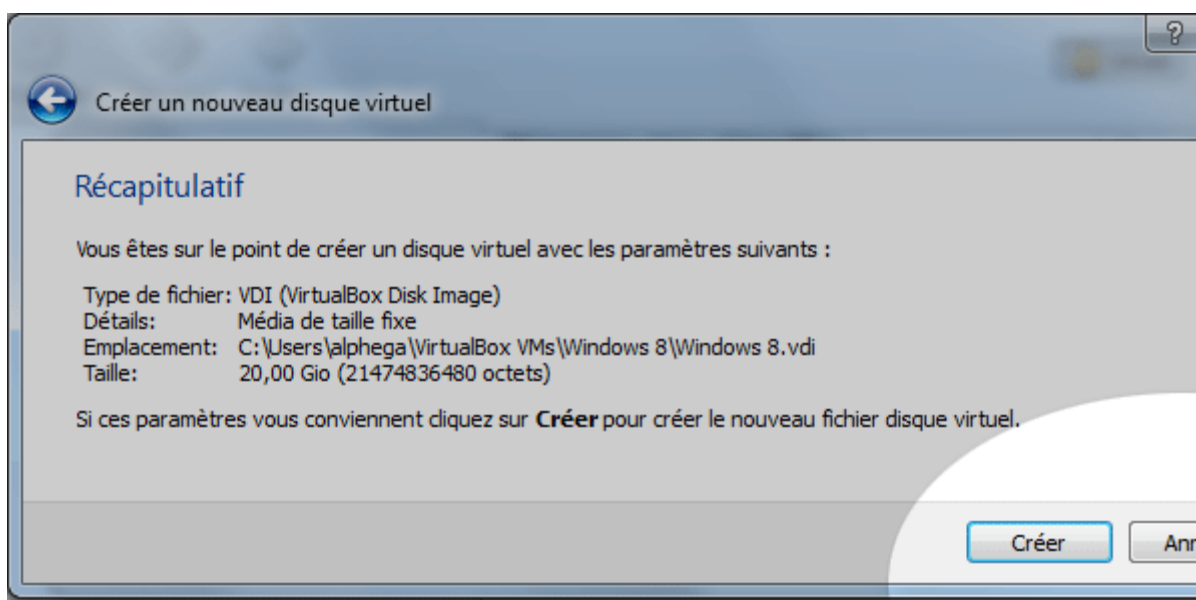 Créer un nouveau disque virtuel
Récapitulatif
Vous êtes sur le point de créer un disque virtuel avec les paramètres suivants :
Type de fichier: VDI (VirtualBox Disk Image)
Détails: Média de taille fixe
Emplacement: C:\Users\alphega\VirtualBox VMs\Windows 8\Windows 8.vdi
Taille: 20,00 Gio (21474836480 octets)
Si ces paramètres vous conviennent cliquez sur Créer pour créer le nouveau fichier disque virtuel.
Créer Ann